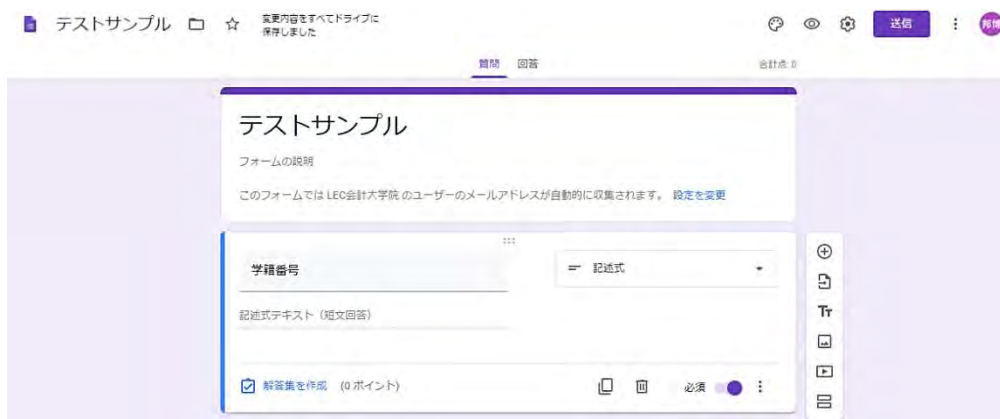 テストサンプル
変更内容をすべてドライブに
保存しました
送信
質問 回答
合計点: 0
テストサンプル
フォームの説明
このフォームでは LEC会計大学院 のユーザーのメールアドレスが自動的に収集されます。 設定を変更
学籍番号
記述式
記述式テキスト（短文回答）
Tт
解答集を作成 (0 ポイント)
必須